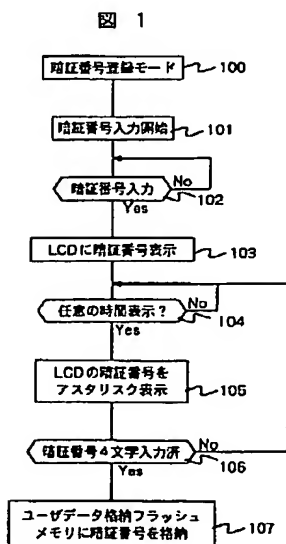 図 1
暗証番号登録モード 100
暗証番号入力開始 101
暗証番号入力 No
102
Yes
LCDに暗証番号表示 103
任意の時間表示? No
104
Yes
LCDの暗証番号を
アスタリスク表示 105
暗証番号4文字入力済 No
106
Yes
ユーザデータ格納フラッシュ
メモリに暗証番号を格納 107